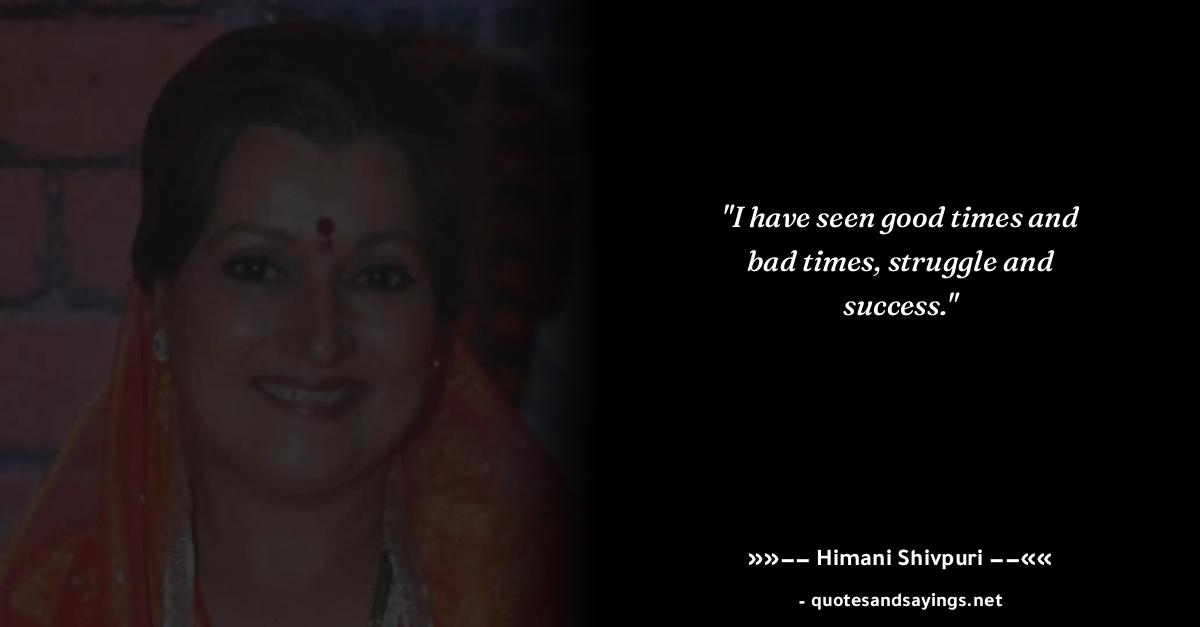 "I have seen good times and
bad times, struggle and
success."
»»−− Himani Shivpuri −−««
- quotesandsayings.net